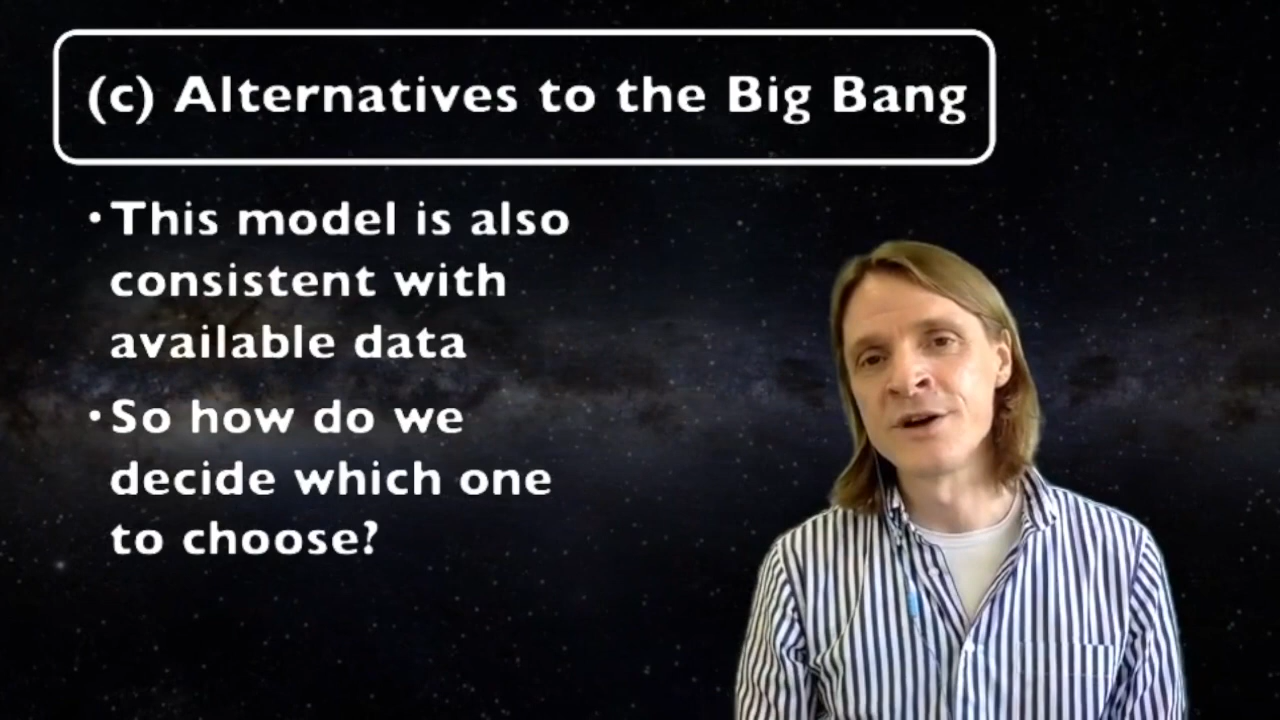 (c) Alternatives to the Big Bang
•This model is also
consistent with
available data
•So how do we
decide which one
to choose?